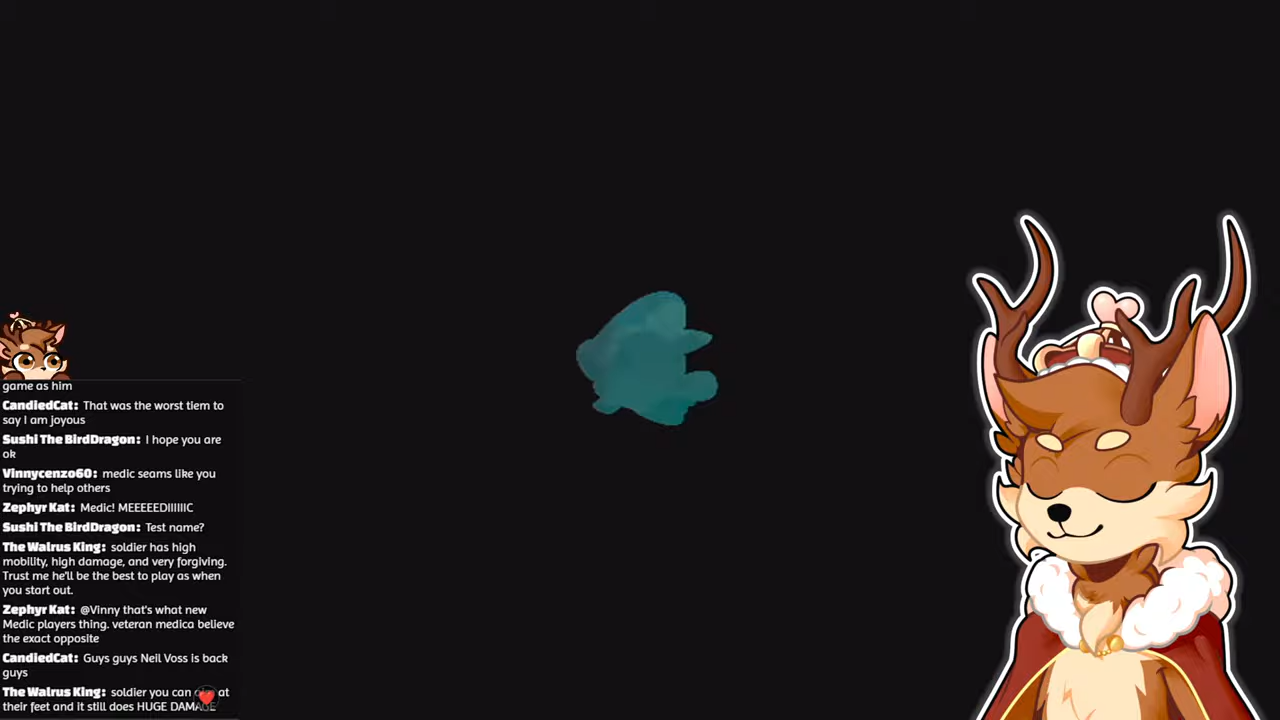 game as him
CandiedCat: That was the worst tiem to
say I am joyous
Sushi The BirdDragon: I hope you are
ok
Vinnycenzo60: medic seams like you
trying to help others
Zephyr Kat: Medic! MEEEEDIIIIIIC
Sushi The BirdDragon: Test name?
The Walrus King: soldier has high
mobility, high damage, and very forgiving.
Trust me he'll be the best to play as when
you start out.
Zephyr Kat: @Vinny that's what new
Medic players thing. veteran medica believe
the exact opposite
CandiedCat: Guys guys Neil Voss is back
guys
The Walrus King: soldier you can at
their feet and it still does HUGE DAMAGE